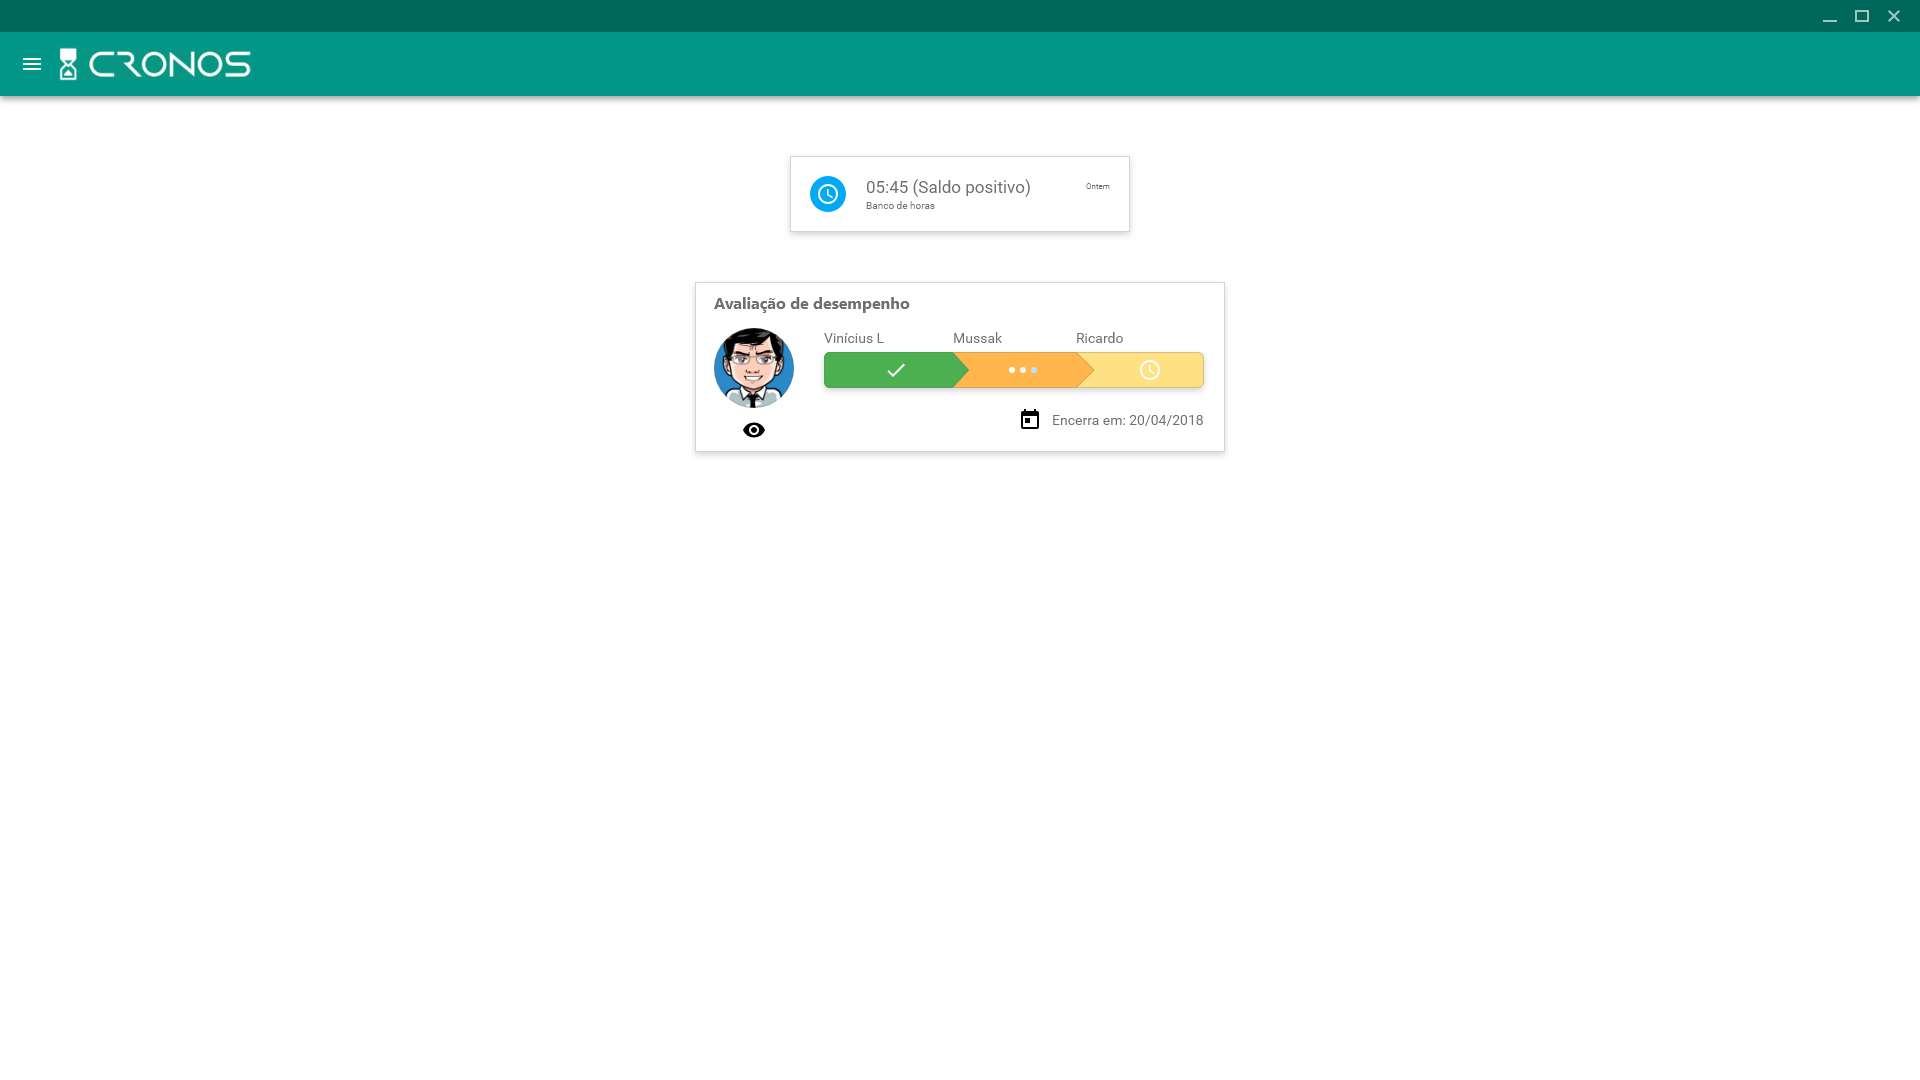 CRONOS
05:45 (Saldo positivo)
Ontem
Banco de horas
Avaliação de desempenho
Vinícius L
Mussak
Ricardo
Encerra em: 20/04/2018